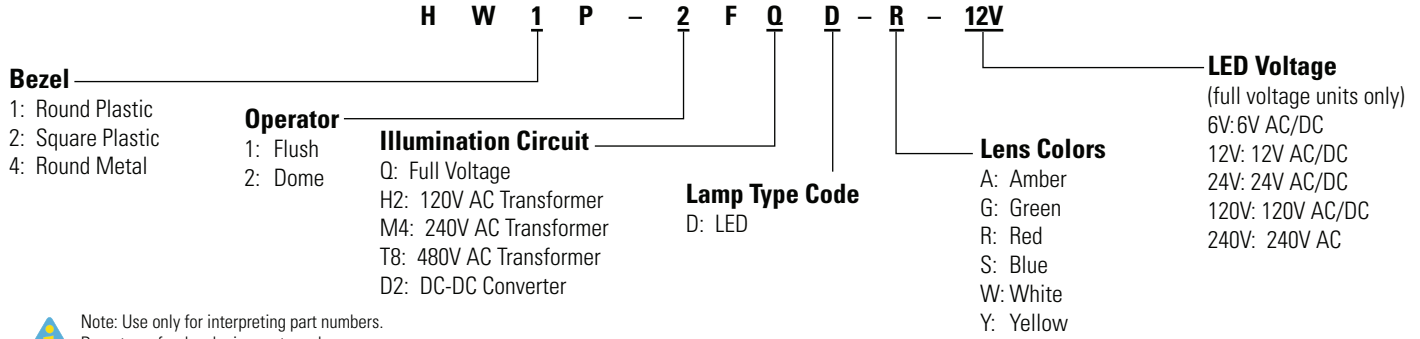 H W 1 P – 2 F Q D – R – 12V
Bezel
1: Round Plastic
2: Square Plastic
4: Round Metal
Operator
1: Flush
2: Dome
Illumination Circuit
Q: Full Voltage
H2: 120V AC Transformer
M4: 240V AC Transformer
T8: 480V AC Transformer
D2: DC-DC Converter
Lamp Type Code
D: LED
Lens Colors
A: Amber
G: Green
R: Red
S: Blue
W: White
Y: Yellow
LED Voltage
(full voltage units only)
6V: 6V AC/DC
12V: 12V AC/DC
24V: 24V AC/DC
120V: 120V AC/DC
240V: 240V AC
Note: Use only for interpreting part numbers.